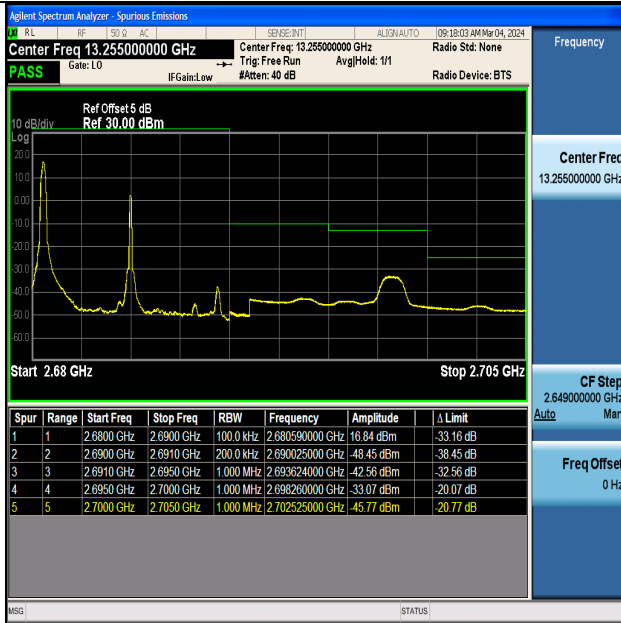 Agilent Spectrum Analyzer - Spurious Emissions
RL RF 50 Ω AC SENSE:INT ALIGN AUTO 09:18:03 AM Mar 04, 2024
Center Freq 13.255000000 GHz
Center Freq: 13.255000000 GHz
Radio Std: None
Gate: LO
Trig: Free Run Avg|Hold: 1/1
PASS
IFGain:Low
#Atten: 40 dB
Radio Device: BTS
Ref Offset 5 dB
10 dB/div Ref 30.00 dBm
Log
20.0
10.0
0.00
-10.0
-20.0
-30.0
-40.0
-50.0
-60.0
Start 2.68 GHz Stop 2.705 GHz
Spur Range Start Freq Stop Freq RBW Frequency Amplitude Δ Limit
1 1 2.6800 GHz 2.6900 GHz 100.0 kHz 2.680590000 GHz 16.84 dBm -33.16 dB
2 2 2.6900 GHz 2.6910 GHz 200.0 kHz 2.690025000 GHz -48.45 dBm -38.45 dB
3 3 2.6910 GHz 2.6950 GHz 1.000 MHz 2.693624000 GHz -42.56 dBm -32.56 dB
4 4 2.6950 GHz 2.7000 GHz 1.000 MHz 2.698260000 GHz -33.07 dBm -20.07 dB
5 5 2.7000 GHz 2.7050 GHz 1.000 MHz 2.702525000 GHz -45.77 dBm -20.77 dB
Frequency
Center Freq
13.255000000 GHz
CF Step
2.649000000 GHz
Auto Man
Freq Offset
0 Hz
MSG STATUS